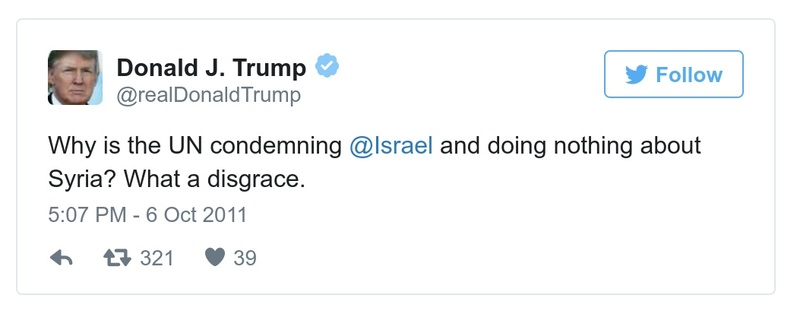 Donald J. Trump
@realDonaldTrump
Follow
Why is the UN condemning @Israel and doing nothing about
Syria? What a disgrace.
5:07 PM - 6 Oct 2011
321
39